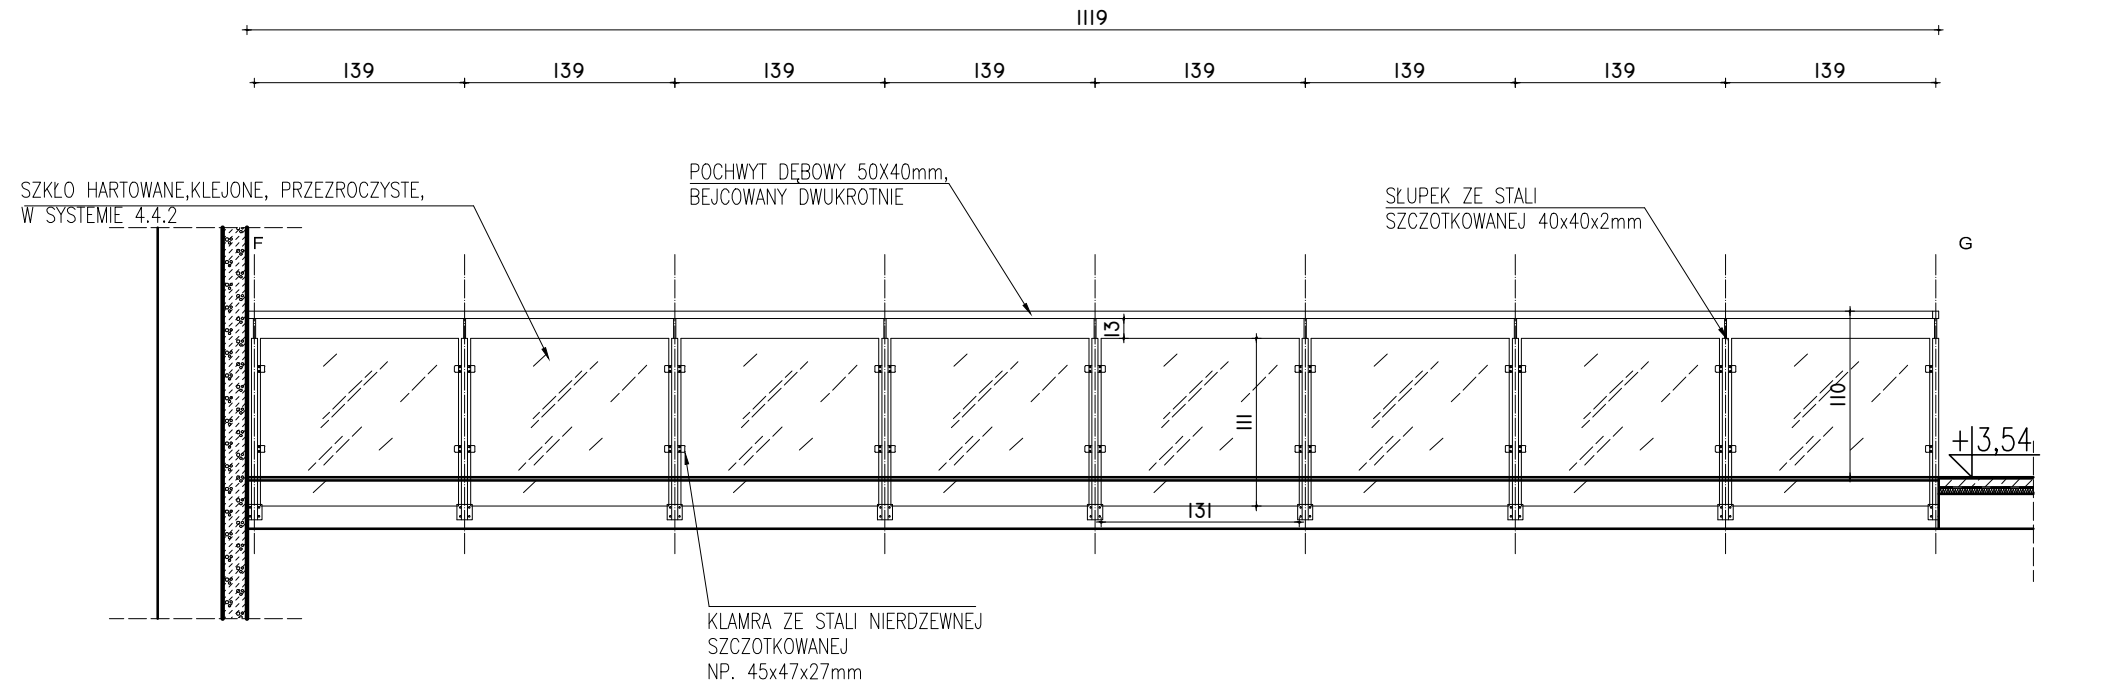 1119
139 139 139 139 139 139 139 139
SZKŁO HARTOWANE,KLEJONE, PRZEZROCZYSTE,
W SYSTEMIE 4.4.2
POCHWYT DĘBOWY 50X40mm,
BEJCOWANY DWUKROTNIE
SŁUPEK ZE STALI
SZCZOTKOWANEJ 40x40x2mm
F
G
13
111
110
+3,54
131
KLAMRA ZE STALI NIERDZEWNEJ
SZCZOTKOWANEJ
NP. 45x47x27mm